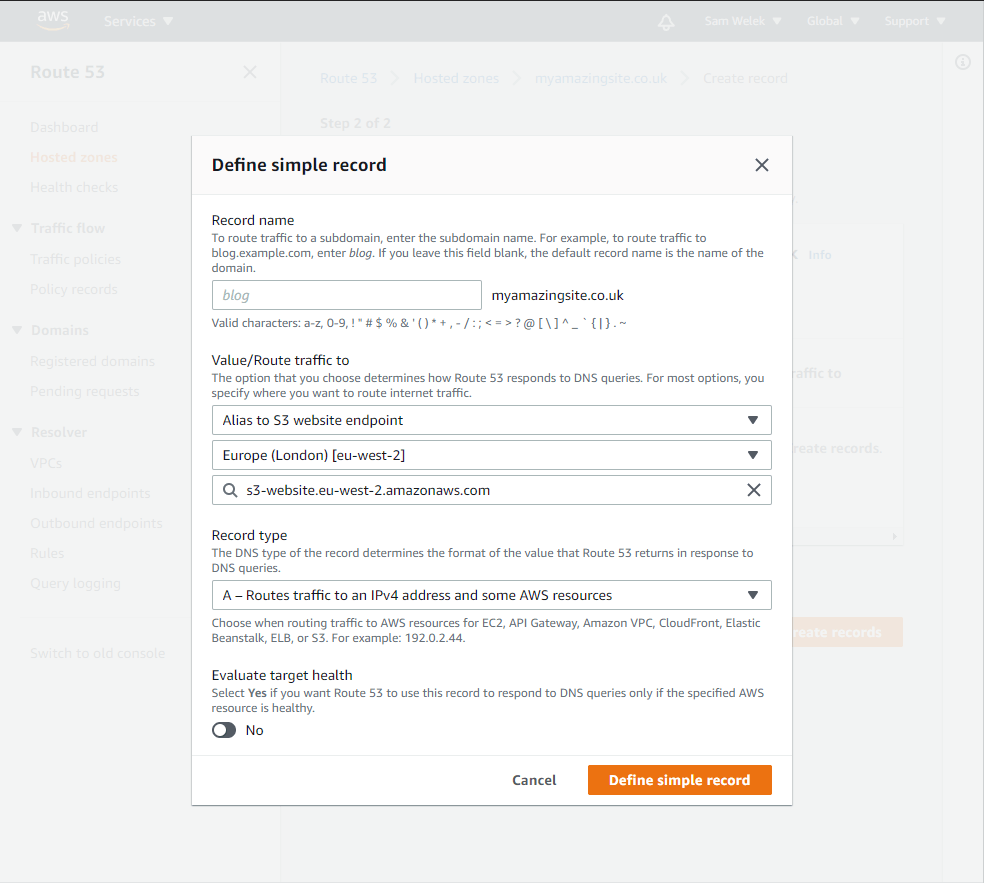 aws
Services
Sam Welek
Global
Support
Route 53
Route 53
Hosted zones
myamazingsite.co.uk
Create record
Dashboard
Hosted zones
Health checks
Traffic flow
Traffic policies
Policy records
Domains
Registered domains
Pending requests
Resolver
VPCs
Inbound endpoints
Outbound endpoints
Rules
Query logging
Switch to old console
Step 2 of 2
Info
create records.
Define simple record
Record name
To route traffic to a subdomain, enter the subdomain name. For example, to route traffic to
blog.example.com, enter blog. If you leave this field blank, the default record name is the name of the
domain.
blog
myamazingsite.co.uk
Valid characters: a-z, 0-9, ! " # $ % & ' ( ) * + , - / : ; < = > ? @ [ \ ] ^ _ ` { | } . ~
Value/Route traffic to
The option that you choose determines how Route 53 responds to DNS queries. For most options, you
specify where you want to route internet traffic.
Alias to S3 website endpoint
Europe (London) [eu-west-2]
s3-website.eu-west-2.amazonaws.com
Record type
The DNS type of the record determines the format of the value that Route 53 returns in response to
DNS queries.
A – Routes traffic to an IPv4 address and some AWS resources
Choose when routing traffic to AWS resources for EC2, API Gateway, Amazon VPC, CloudFront, Elastic
Beanstalk, ELB, or S3. For example: 192.0.2.44.
Evaluate target health
Select Yes if you want Route 53 to use this record to respond to DNS queries only if the specified AWS
resource is healthy.
No
Cancel
Define simple record